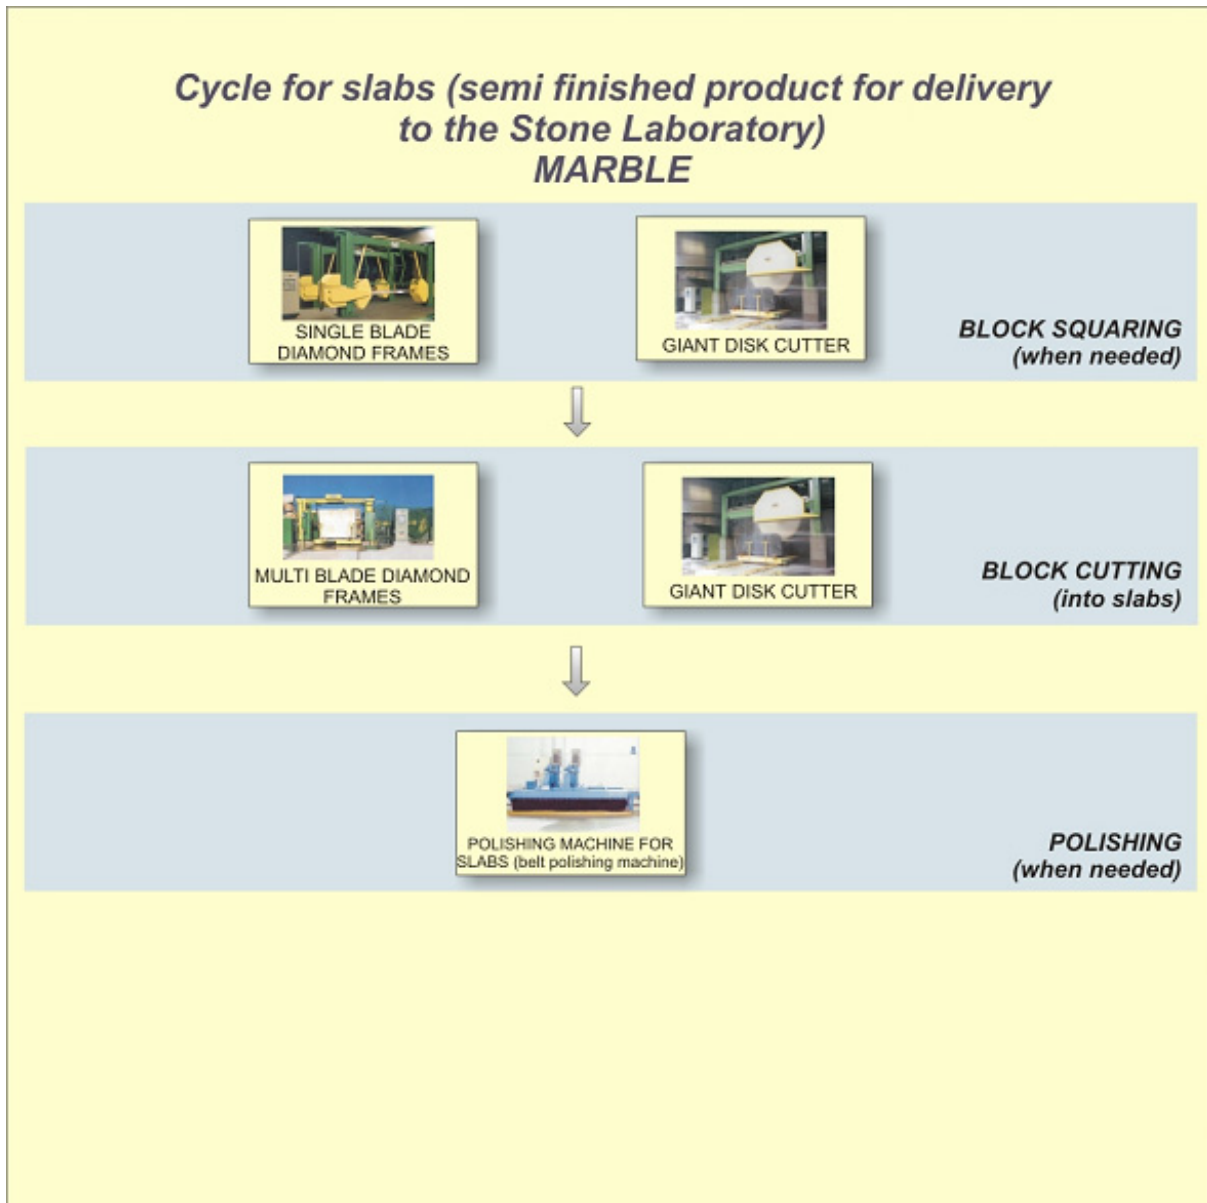 Cycle for slabs (semi finished product for delivery
to the Stone Laboratory)
MARBLE
SINGLE BLADE
DIAMOND FRAMES
GIANT DISK CUTTER
BLOCK SQUARING
(when needed)
MULTI BLADE DIAMOND
FRAMES
GIANT DISK CUTTER
BLOCK CUTTING
(into slabs)
POLISHING MACHINE FOR
SLABS (belt polishing machine)
POLISHING
(when needed)